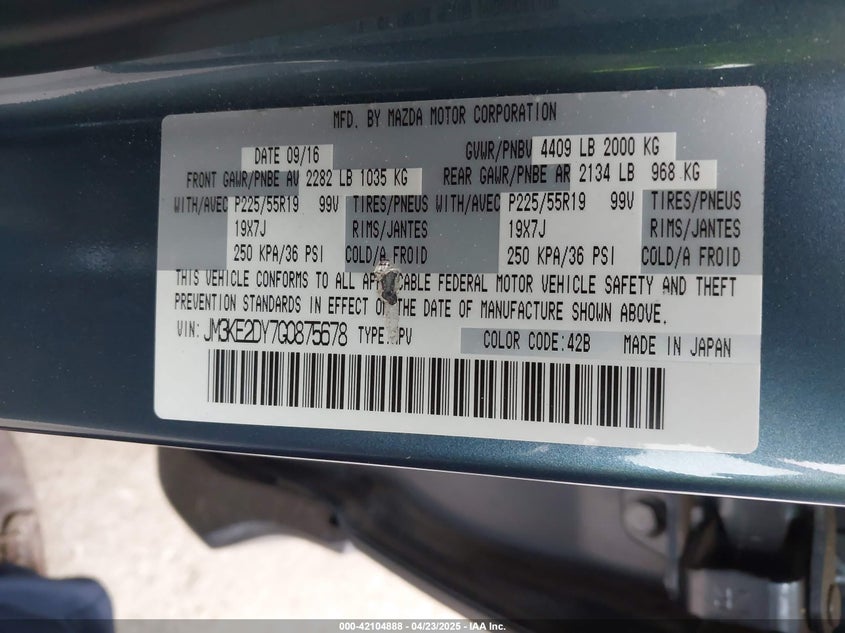 MFD. BY MAZDA MOTOR CORPORATION
DATE 09/16 GVWR/PNBV 4409 LB 2000 KG
FRONT GAWR/PNBE AV 2282 LB 1035 KG REAR GAWR/PNBE AR 2134 LB 968 KG
WITH/AVEC P225/55R19 99V TIRES/PNEUS WITH/AVEC P225/55R19 99V TIRES/PNEUS
19X7J RIMS/JANTES 19X7J RIMS/JANTES
250 KPA/36 PSI COLD/A FROID 250 KPA/36 PSI COLD/A FROID
THIS VEHICLE CONFORMS TO ALL FEDERAL MOTOR VEHICLE SAFETY AND THEFT
PREVENTION STANDARDS IN EFFECT ON THE DATE OF MANUFACTURE SHOWN ABOVE.
VIN: JM3KE2DY7G0875678 TYPE: COLOR CODE:42B MADE IN JAPAN
000-42104888 - 04/23/2025 - IAA Inc.